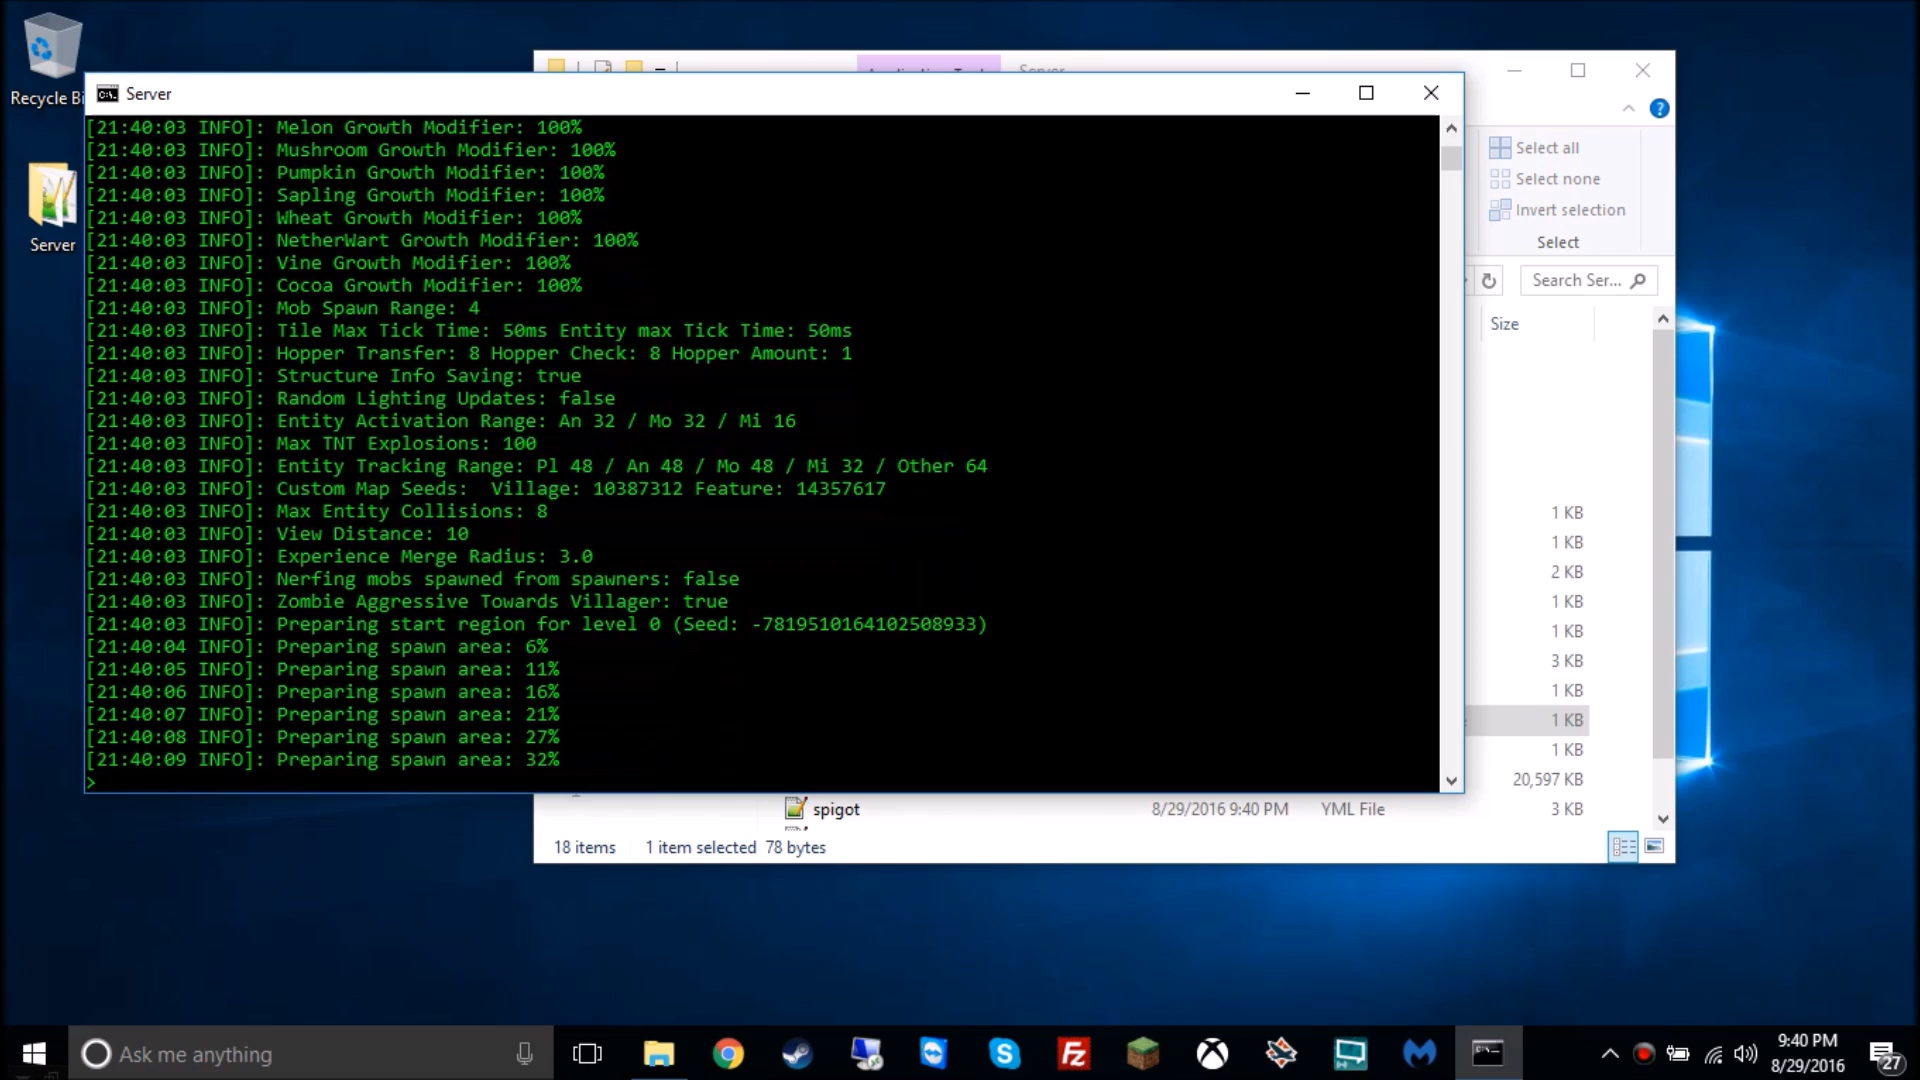 Recycle Bi
Server
Server
[21:40:03 INFO]: Melon Growth Modifier: 100%
[21:40:03 INFO]: Mushroom Growth Modifier: 100%
[21:40:03 INFO]: Pumpkin Growth Modifier: 100%
[21:40:03 INFO]: Sapling Growth Modifier: 100%
[21:40:03 INFO]: Wheat Growth Modifier: 100%
[21:40:03 INFO]: NetherWart Growth Modifier: 100%
[21:40:03 INFO]: Vine Growth Modifier: 100%
[21:40:03 INFO]: Cocoa Growth Modifier: 100%
[21:40:03 INFO]: Mob Spawn Range: 4
[21:40:03 INFO]: Tile Max Tick Time: 50ms Entity max Tick Time: 50ms
[21:40:03 INFO]: Hopper Transfer: 8 Hopper Check: 8 Hopper Amount: 1
[21:40:03 INFO]: Structure Info Saving: true
[21:40:03 INFO]: Random Lighting Updates: false
[21:40:03 INFO]: Entity Activation Range: An 32 / Mo 32 / Mi 16
[21:40:03 INFO]: Max TNT Explosions: 100
[21:40:03 INFO]: Entity Tracking Range: Pl 48 / An 48 / Mo 48 / Mi 32 / Other 64
[21:40:03 INFO]: Custom Map Seeds:  Village: 10387312 Feature: 14357617
[21:40:03 INFO]: Max Entity Collisions: 8
[21:40:03 INFO]: View Distance: 10
[21:40:03 INFO]: Experience Merge Radius: 3.0
[21:40:03 INFO]: Nerfing mobs spawned from spawners: false
[21:40:03 INFO]: Zombie Aggressive Towards Villager: true
[21:40:03 INFO]: Preparing start region for level 0 (Seed: -7819510164102508933)
[21:40:04 INFO]: Preparing spawn area: 6%
[21:40:05 INFO]: Preparing spawn area: 11%
[21:40:06 INFO]: Preparing spawn area: 16%
[21:40:07 INFO]: Preparing spawn area: 21%
[21:40:08 INFO]: Preparing spawn area: 27%
[21:40:09 INFO]: Preparing spawn area: 32%
>
Select all
Select none
Invert selection
Select
Search Ser...
Size
1 KB
1 KB
2 KB
1 KB
1 KB
3 KB
1 KB
1 KB
1 KB
20,597 KB
spigot 8/29/2016 9:40 PM YML File 3 KB
18 items 1 item selected 78 bytes
Ask me anything
9:40 PM
8/29/2016
27